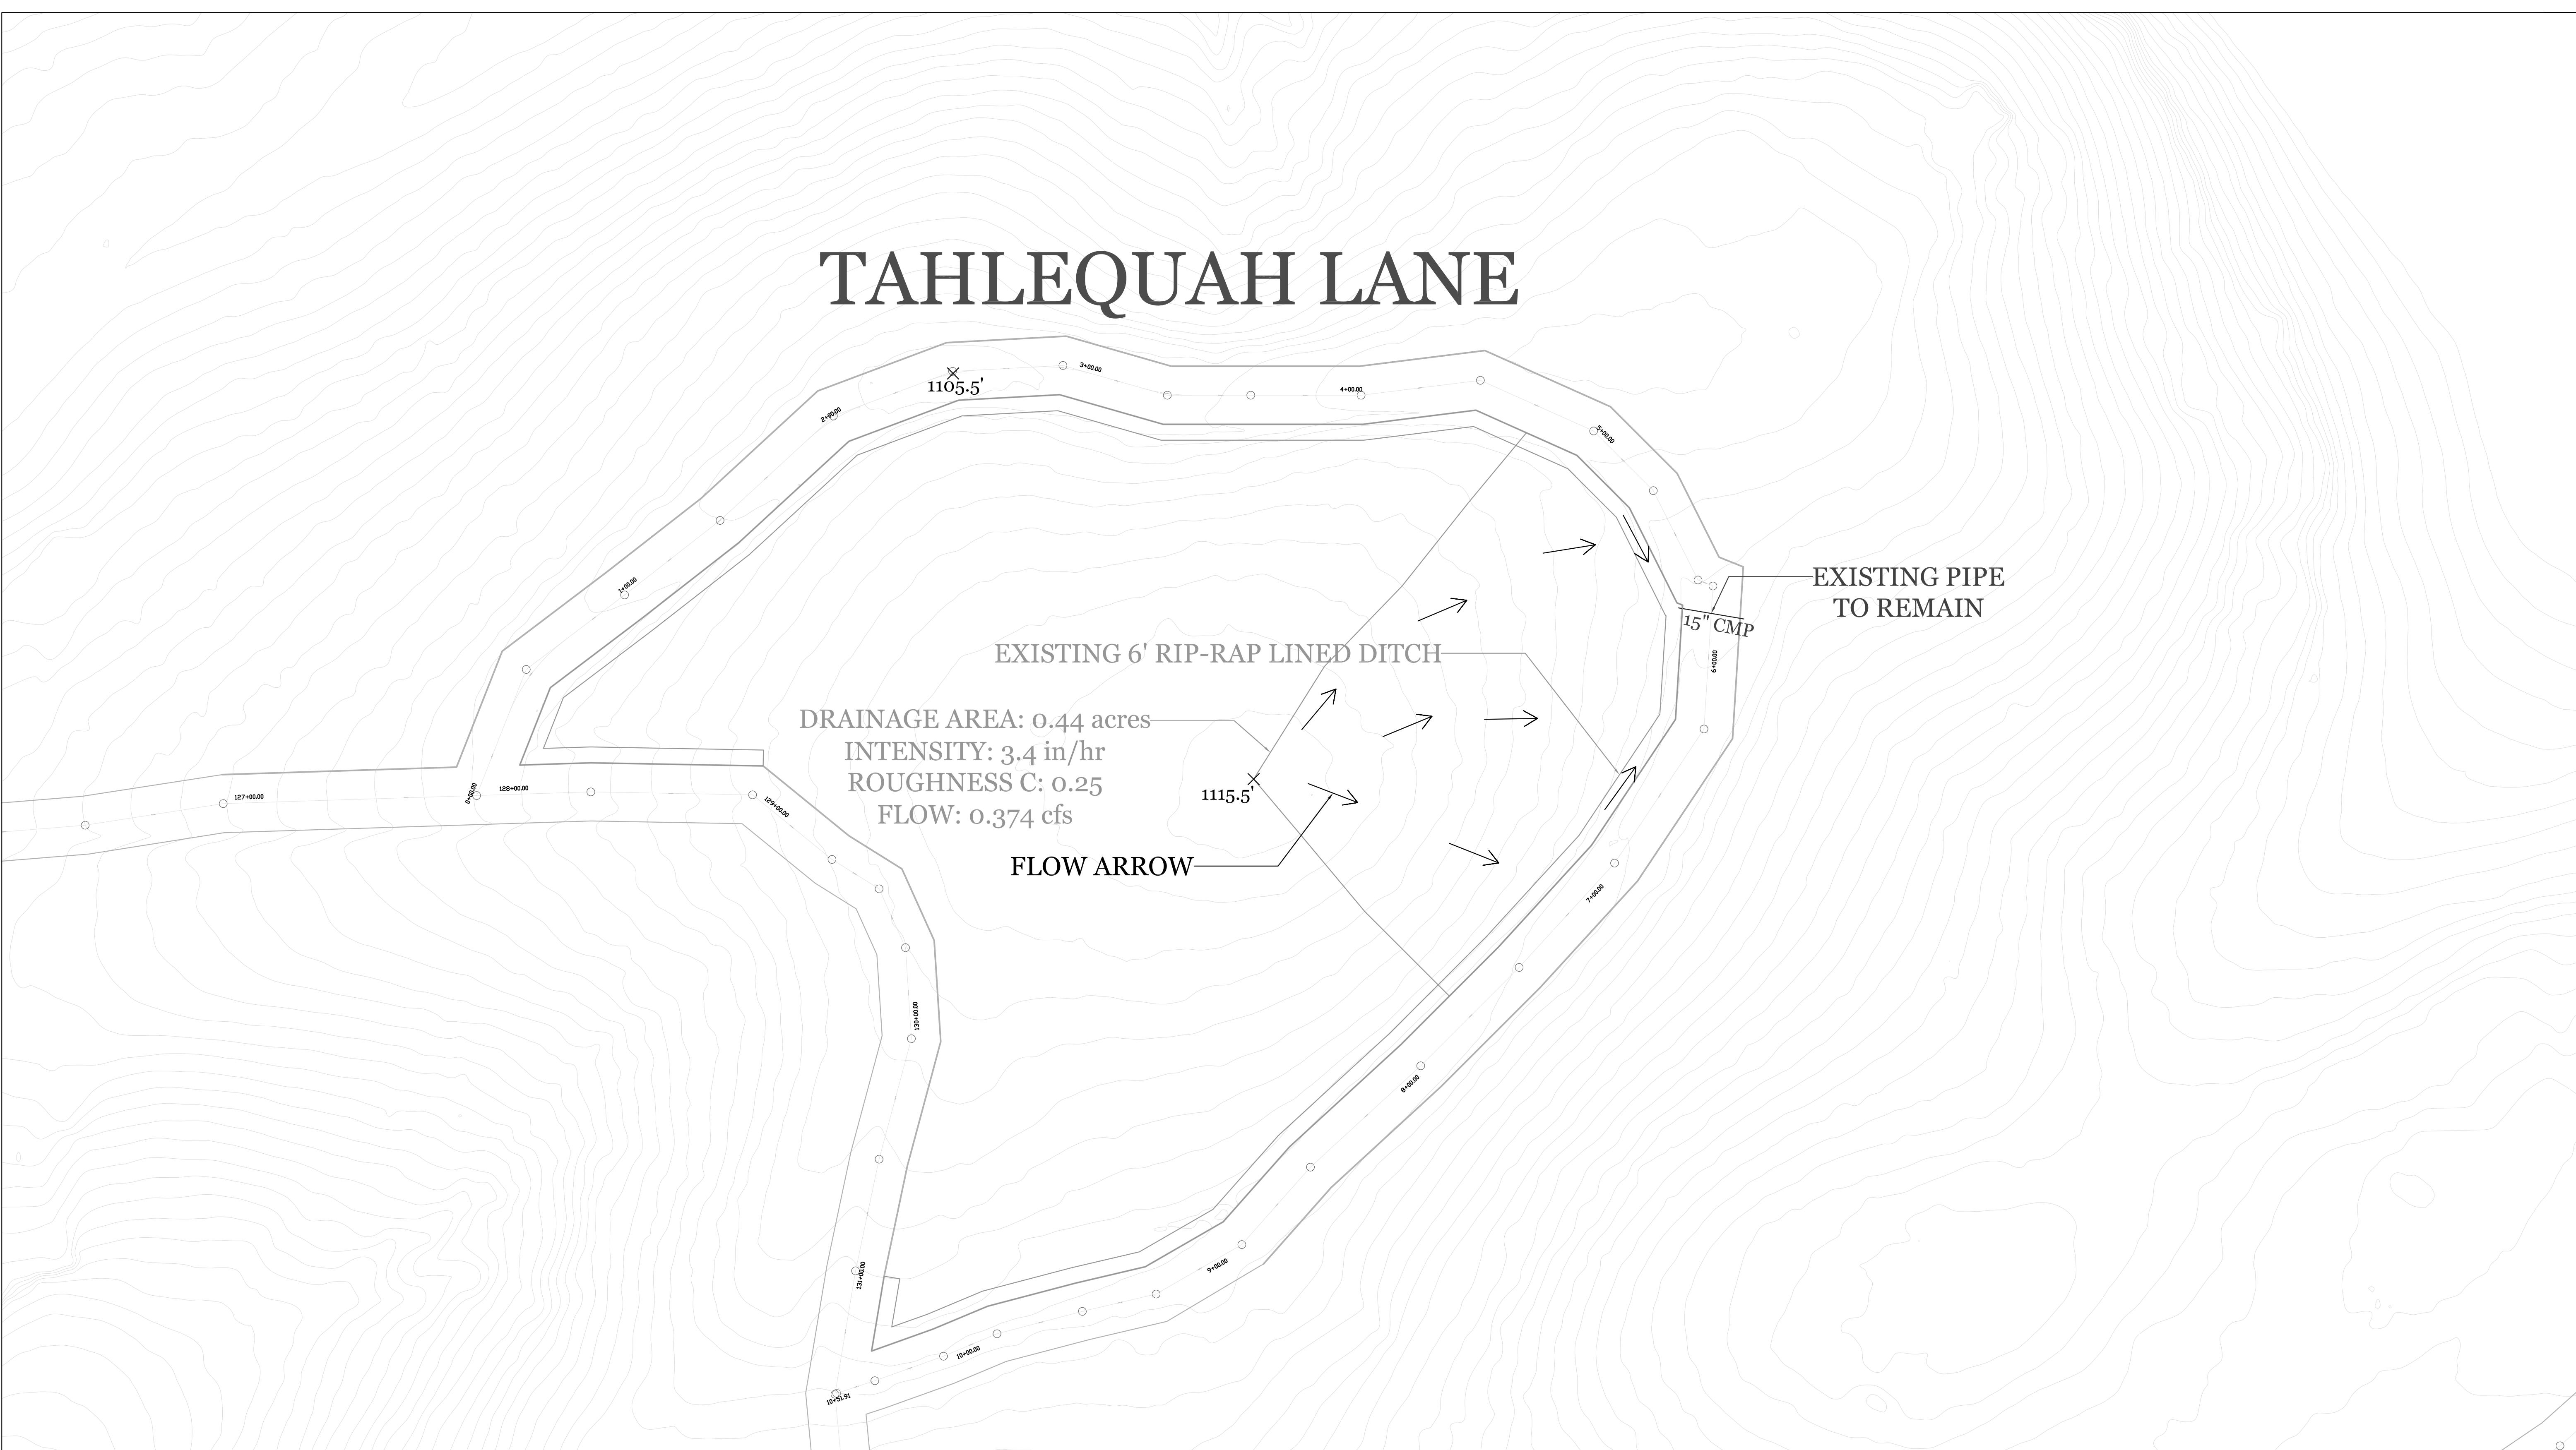 TAHLEQUAH LANE
1105.5'
3+00.00
4+00.00
2+00.00
5+00.00
1+00.00
EXISTING PIPE
TO REMAIN
15" CMP
6+00.00
EXISTING 6' RIP-RAP LINED DITCH
DRAINAGE AREA: 0.44 acres
INTENSITY: 3.4 in/hr
ROUGHNESS C: 0.25
FLOW: 0.374 cfs
1115.5'
FLOW ARROW
127+00.00
0+00.00
128+00.00
129+00.00
7+00.00
130+00.00
8+00.00
131+00.00
9+00.00
10+00.00
10+51.91